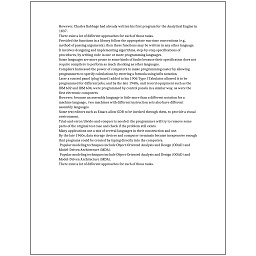 However, Charles Babbage had already written his first program for the Analytical Engine in
1837.
There exist a lot of different approaches for each of those tasks.
Provided the functions in a library follow the appropriate run-time conventions (e.g.,
method of passing arguments), then these functions may be written in any other language.
It involves designing and implementing algorithms, step-by-step specifications of
procedures, by writing code in one or more programming languages.
Some languages are more prone to some kinds of faults because their specification does not
require compilers to perform as much checking as other languages.
Compilers harnessed the power of computers to make programming easier by allowing
programmers to specify calculations by entering a formula using infix notation.
Later a control panel (plug board) added to his 1906 Type I Tabulator allowed it to be
programmed for different jobs, and by the late 1940s, unit record equipment such as the
IBM 602 and IBM 604, were programmed by control panels in a similar way, as were the
first electronic computers.
However, because an assembly language is little more than a different notation for a
machine language, two machines with different instruction sets also have different
assembly languages.
Some text editors such as Emacs allow GDB to be invoked through them, to provide a visual
environment.
Trial-and-error/divide-and-conquer is needed: the programmer will try to remove some
parts of the original test case and check if the problem still exists.
Many applications use a mix of several languages in their construction and use.
By the late 1960s, data storage devices and computer terminals became inexpensive enough
that programs could be created by typing directly into the computers.
Popular modeling techniques include Object-Oriented Analysis and Design (OOAD) and
Model-Driven Architecture (MDA).
Popular modeling techniques include Object-Oriented Analysis and Design (OOAD) and
Model-Driven Architecture (MDA).
There exist a lot of different approaches for each of those tasks.